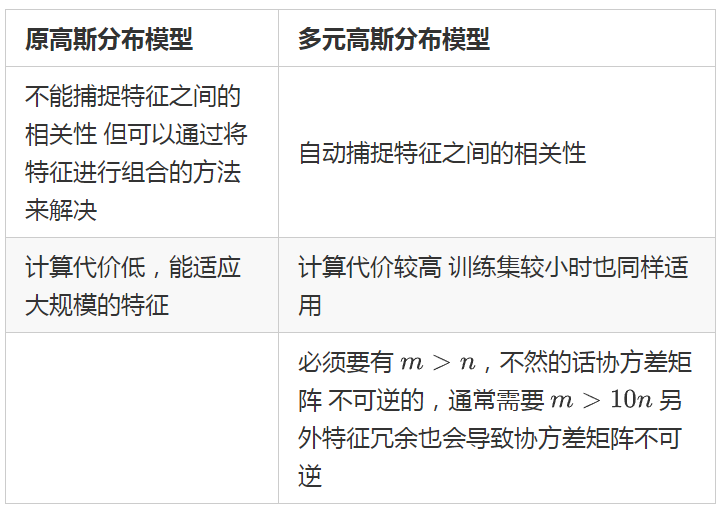 原高斯分布模型
多元高斯分布模型
不能捕捉特征之间的
相关性 但可以通过将
特征进行组合的方法
来解决
自动捕捉特征之间的相关性
计算代价低，能适应
大规模的特征
计算代价较高 训练集较小时也同样适
用
必须要有 m > n，不然的话协方差矩
阵 不可逆的，通常需要 m > 10n 另
外特征冗余也会导致协方差矩阵不可
逆